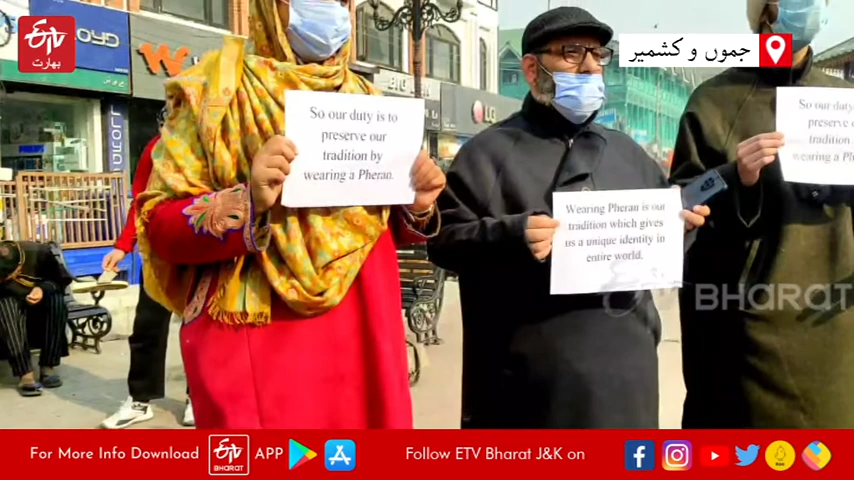 ETV
بھارت
LOYD
W
LG
جموں و کشمیر
So our duty is to
preserve our
tradition by
wearing a Pheran.
Wearing Pheran is our
tradition which gives
us a unique identity in
entire world.
So our duty
preserve
tradition
wearing a Ph
BHARAT
For More Info Download
ETV
BHARAT
APP
Follow ETV Bharat J&K on